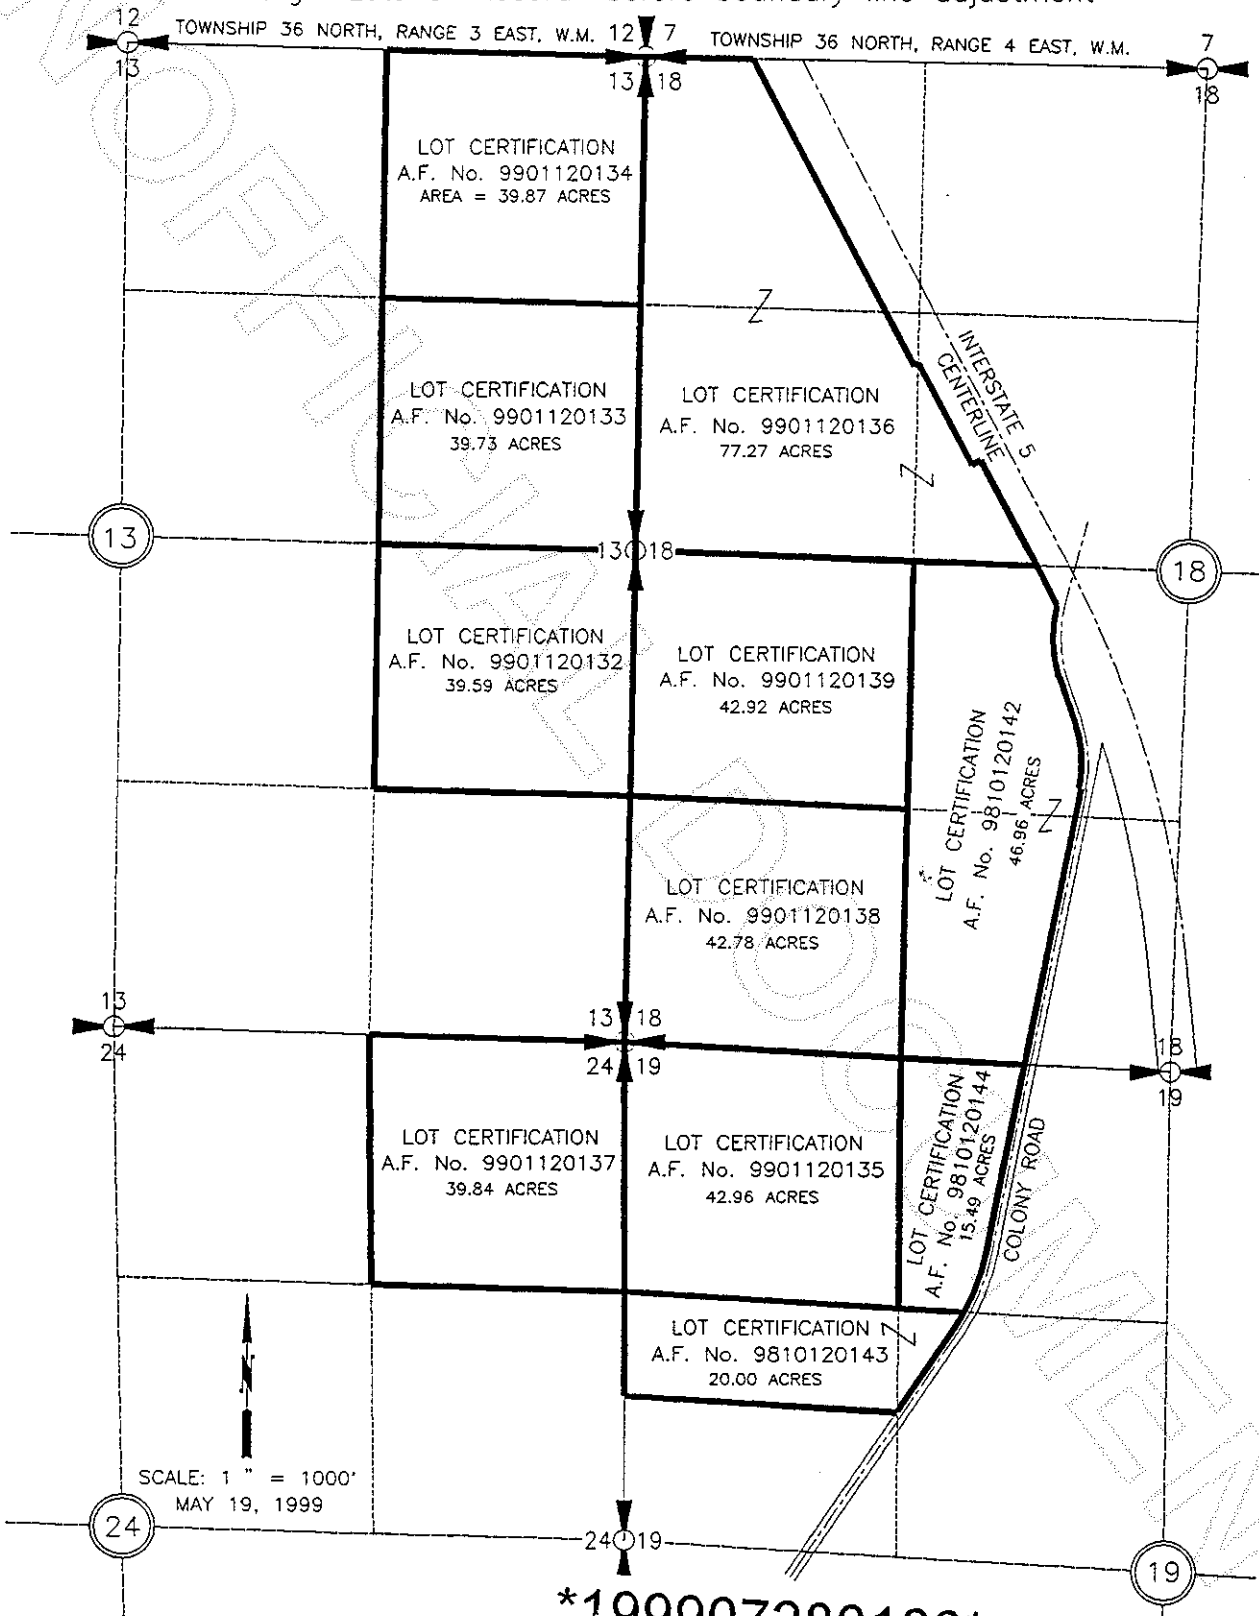 before boundary line adjustment
12
TOWNSHIP 36 NORTH, RANGE 3 EAST, W.M.
12 7
TOWNSHIP 36 NORTH, RANGE 4 EAST, W.M.
7
13
13 18
18
LOT CERTIFICATION
A.F. No. 9901120134
AREA = 39.87 ACRES
INTERSTATE 5
CENTERLINE
LOT CERTIFICATION
A.F. No. 9901120133
39.73 ACRES
LOT CERTIFICATION
A.F. No. 9901120136
77.27 ACRES
13
13 18
18
LOT CERTIFICATION
A.F. No. 9901120132
39.59 ACRES
LOT CERTIFICATION
A.F. No. 9901120139
42.92 ACRES
LOT CERTIFICATION
A.F. No. 9810120142
46.96 ACRES
LOT CERTIFICATION
A.F. No. 9901120138
42.78 ACRES
13
24
13 18
24 19
18
19
LOT CERTIFICATION
A.F. No. 9901120137
39.84 ACRES
LOT CERTIFICATION
A.F. No. 9901120135
42.96 ACRES
LOT CERTIFICATION
A.F. No. 9810120144
15.49 ACRES
COLONY ROAD
LOT CERTIFICATION
A.F. No. 9810120143
20.00 ACRES
N
SCALE: 1 " = 1000'
MAY 19, 1999
24
24 19
19
UNOFFICIAL DOCUMENT